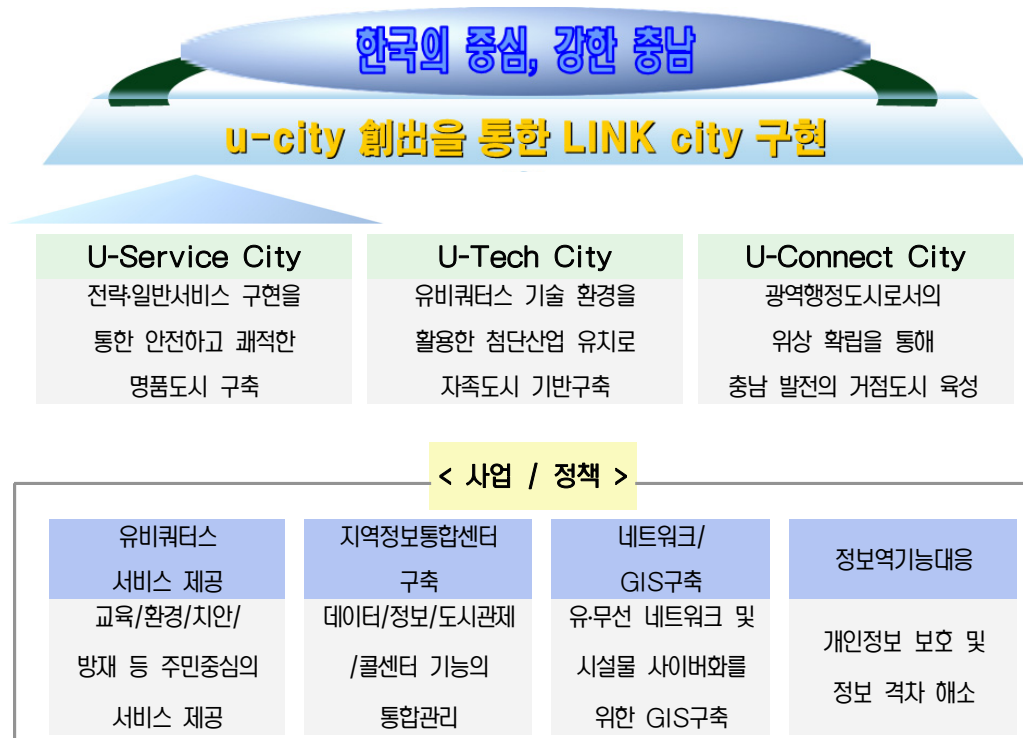 한국의 중심, 강한 충남
u-city 創出을 통한 LINK city 구현
U-Service City
전략·일반서비스 구현을
통한 안전하고 쾌적한
명품도시 구축
U-Tech City
유비쿼터스 기술 환경을
활용한 첨단산업 유치로
자족도시 기반구축
U-Connect City
광역행정도시로서의
위상 확립을 통해
충남 발전의 거점도시 육성
< 사업 / 정책 >
유비쿼터스
서비스 제공
교육/환경/치안/
방재 등 주민중심의
서비스 제공
지역정보통합센터
구축
데이터/정보/도시관제
/콜센터 기능의
통합관리
네트워크/
GIS구축
유·무선 네트워크 및
시설물 사이버화를
위한 GIS구축
정보역기능대응
개인정보 보호 및
정보 격차 해소